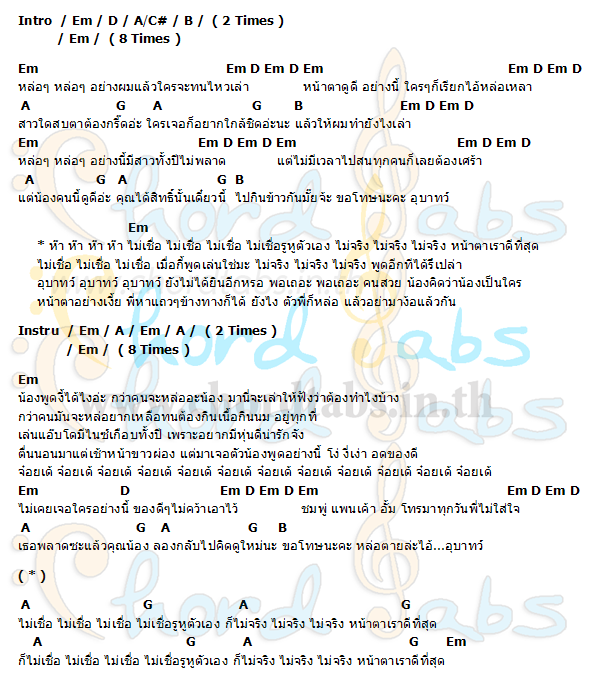 Intro / Em / D / A/C# / B / ( 2 Times )
/ Em / ( 8 Times )
Em Em D Em D Em Em D Em D
หล่อๆ หล่อๆ อย่างผมแล้วใครจะทนไหวเล่า หน้าตาดูดี อย่างนี้ ใครๆก็เรียกไอ้หล่อเหลา
A G A G B Em D Em D
สาวใดสบตาต้องกรี๊ดอ่ะ ใครเจอก็อยากใกล้ชิดอ่ะนะ แล้วให้ผมทำยังไงเล่า
Em Em D Em D Em Em D Em D
หล่อๆ หล่อๆ อย่างนี้มีสาวทั้งปีไม่พลาด แต่ไม่มีเวลาไปสนทุกคนก็เลยต้องเศร้า
A G A G B
แต่น้องคนนี้ดูดีอ่ะ คุณได้สิทธิ์นั้นเดี๋ยวนี้ ไปกินข้าวกันมั้ยจ๊ะ ขอโทษนะคะ อุบาทว์
Em
* ห๊า ห๊า ห๊า ห๊า ไม่เชื่อ ไม่เชื่อ ไม่เชื่อ ไม่เชื่อรูหูตัวเอง ไม่จริง ไม่จริง ไม่จริง หน้าตาเราดีที่สุด
ไม่เชื่อ ไม่เชื่อ ไม่เชื่อ เมื่อกี้พูดเล่นใช่มะ ไม่จริง ไม่จริง ไม่จริง พูดอีกทีได้รึเปล่า
อุบาทว์ อุบาทว์ อุบาทว์ ยังไม่ได้ยินอีกหรอ พอเถอะ พอเถอะ คนสวย น้องคิดว่าน้องเป็นใคร
หน้าตาอย่างเงี้ย พี่หาแถวๆข้างทางก็ได้ ยังไง ตัวพี่ก็หล่อ แล้วอย่ามาง้อแล้วกัน
Instru / Em / A / Em / A / ( 2 Times )
/ Em / ( 8 Times )
Em
น้องพูดงี้ได้ไงอ่ะ กว่าคนจะหล่ออะน้อง มานี่จะเล่าให้ฟังว่าต้องทำไงบ้าง
กว่าคนมันจะหล่อยากเหลือทนต้องกินเนื้อกินนม อยู่ทุกที่
เล่นแอ๊บโดมีไนซ์เกือบทั้งปี เพราะอยากมีหุ่นดีน่ารักจัง
ตื่นนอนมาแต่เช้าหน้าขาวผ่อง แต่มาเจอตัวน้องพูดอย่างนี้ โง่ งี่เง่า อดของดี
จ่อยเด๋ จ่อยเด๋ จ่อยเด๋ จ่อยเด๋ จ่อยเด๋ จ่อยเด๋ จ่อยเด๋ จ่อยเด๋ จ่อยเด๋ จ่อยเด๋ จ่อยเด๋
Em D Em D Em D Em Em D Em D
ไม่เคยเจอใครอย่างนี้ ของดีๆไม่คว้าเอาไว้ ชมพู่ แพนเค้า อั้ม โทรมาทุกวันพี่ไม่ใส่ใจ
A G A G B
เธอพลาดซะแล้วคุณน้อง ลองกลับไปคิดดูใหม่นะ ขอโทษนะคะ หล่อตายล่ะไอ้...อุบาทว์
( * )
A G A G
ไม่เชื่อ ไม่เชื่อ ไม่เชื่อ ไม่เชื่อรูหูตัวเอง ก็ไม่จริง ไม่จริง ไม่จริง หน้าตาเราดีที่สุด
A G A G Em
ก็ไม่เชื่อ ไม่เชื่อ ไม่เชื่อ ไม่เชื่อรูหูตัวเอง ก็ไม่จริง ไม่จริง ไม่จริง หน้าตาเราดีที่สุด